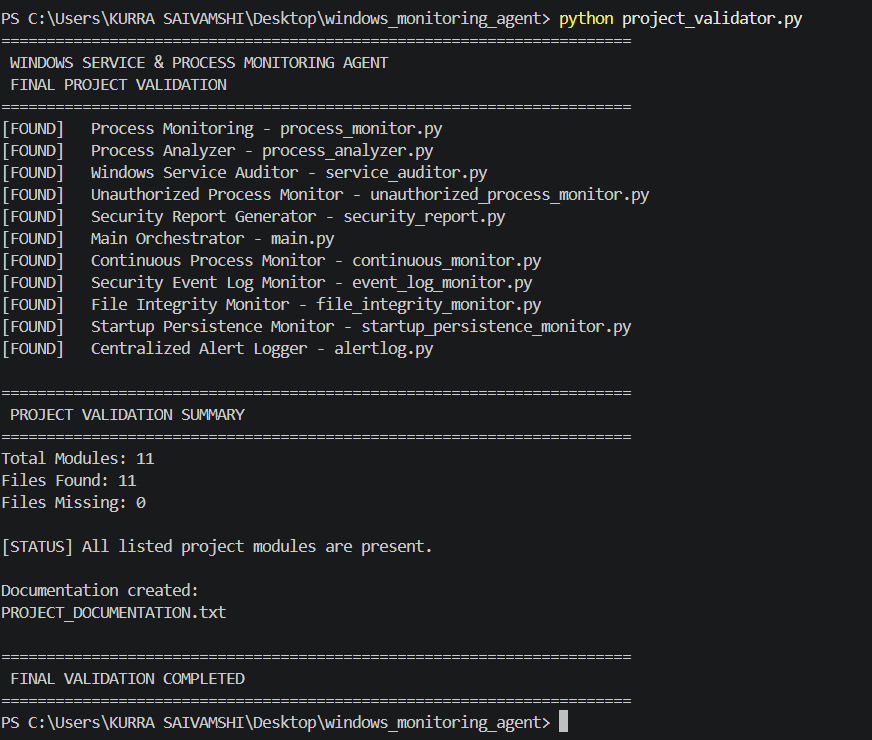 PS C:\Users\KURRA SAIVAMSHI\Desktop\windows_monitoring_agent> python project_validator.py
======================================================================
 WINDOWS SERVICE & PROCESS MONITORING AGENT
 FINAL PROJECT VALIDATION
======================================================================
[FOUND]   Process Monitoring - process_monitor.py
[FOUND]   Process Analyzer - process_analyzer.py
[FOUND]   Windows Service Auditor - service_auditor.py
[FOUND]   Unauthorized Process Monitor - unauthorized_process_monitor.py
[FOUND]   Security Report Generator - security_report.py
[FOUND]   Main Orchestrator - main.py
[FOUND]   Continuous Process Monitor - continuous_monitor.py
[FOUND]   Security Event Log Monitor - event_log_monitor.py
[FOUND]   File Integrity Monitor - file_integrity_monitor.py
[FOUND]   Startup Persistence Monitor - startup_persistence_monitor.py
[FOUND]   Centralized Alert Logger - alertlog.py
======================================================================
 PROJECT VALIDATION SUMMARY
======================================================================
Total Modules: 11
Files Found: 11
Files Missing: 0
[STATUS] All listed project modules are present.
Documentation created:
PROJECT_DOCUMENTATION.txt
======================================================================
 FINAL VALIDATION COMPLETED
======================================================================
PS C:\Users\KURRA SAIVAMSHI\Desktop\windows_monitoring_agent>